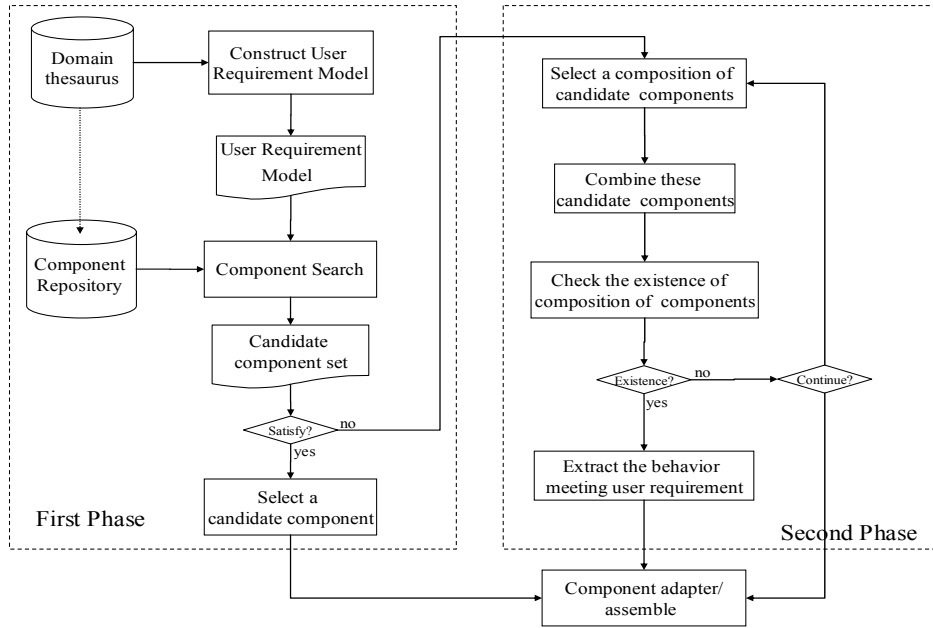 Domain
thesaurus
Construct User
Requirement Model
User Requirement
Model
Component
Repository
Component Search
Candidate
component set
Satisfy?
no
yes
Select a
candidate component
First Phase
Select a composition of
candidate components
Combine these
candidate components
Check the existence of
composition of components
Existence?
no
Continue?
yes
Extract the behavior
meeting user requirement
Second Phase
Component adapter/
assemble